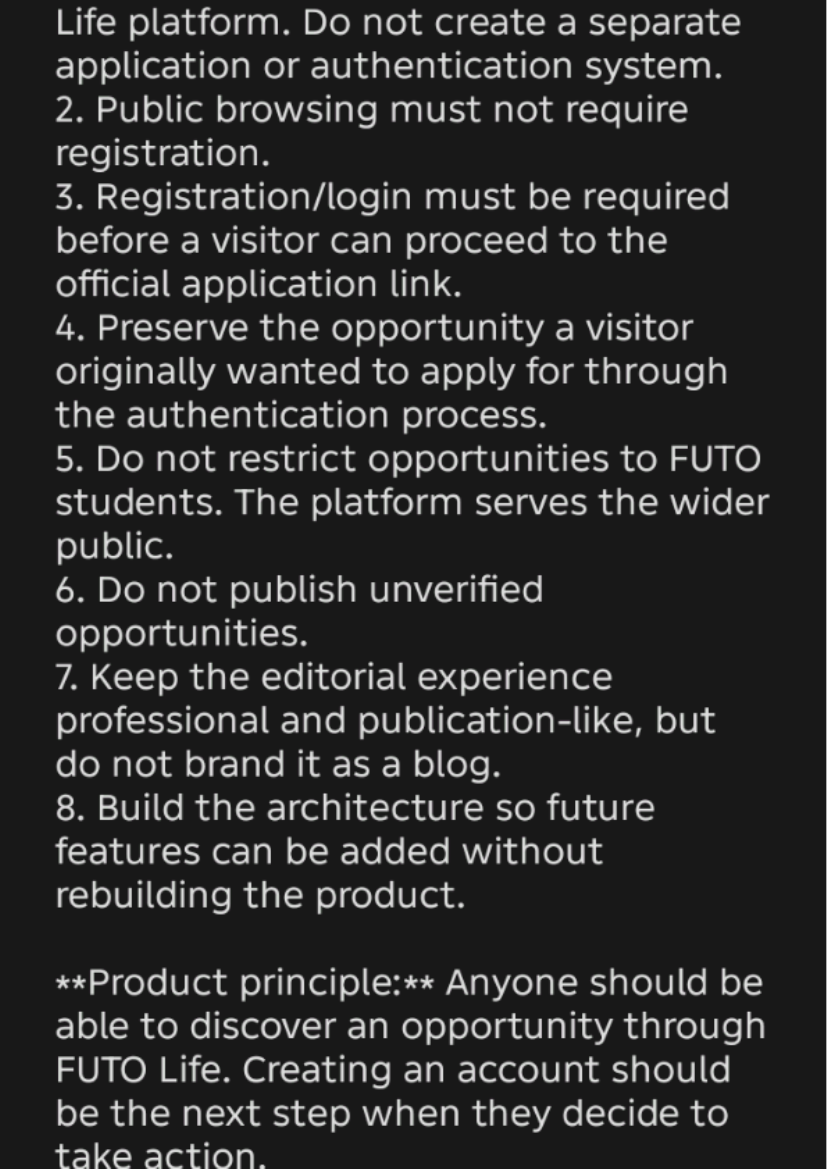 Life platform. Do not create a separate
application or authentication system.
2. Public browsing must not require
registration.
3. Registration/login must be required
before a visitor can proceed to the
official application link.
4. Preserve the opportunity a visitor
originally wanted to apply for through
the authentication process.
5. Do not restrict opportunities to FUTO
students. The platform serves the wider
public.
6. Do not publish unverified
opportunities.
7. Keep the editorial experience
professional and publication-like, but
do not brand it as a blog.
8. Build the architecture so future
features can be added without
rebuilding the product.
**Product principle:** Anyone should be
able to discover an opportunity through
FUTO Life. Creating an account should
be the next step when they decide to
take action.